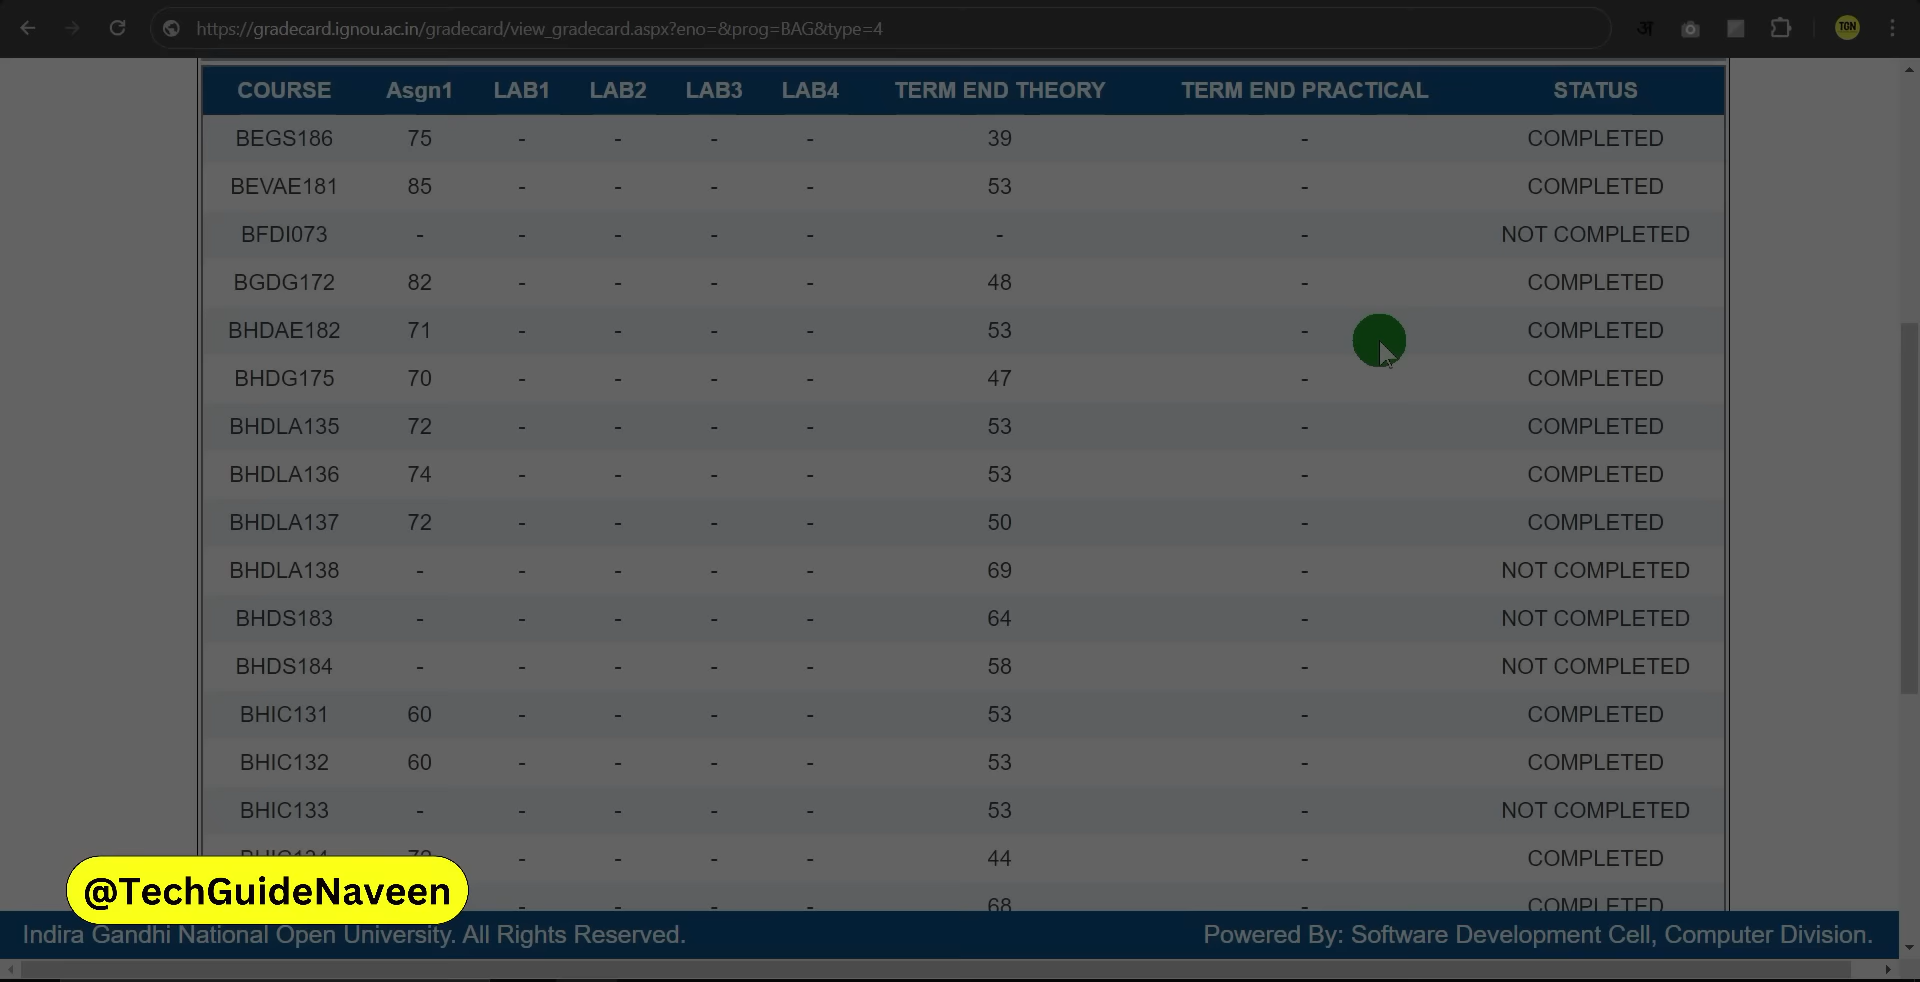 https://gradecard.ignou.ac.in/gradecard/view_gradecard.aspx?eno=&prog=BAG&type=4
अ
TGN
COURSE Asgn1 LAB1 LAB2 LAB3 LAB4 TERM END THEORY TERM END PRACTICAL STATUS
BEGS186 75 - - - - 39 - COMPLETED
BEVAE181 85 - - - - 53 - COMPLETED
BFDI073 - - - - - - - NOT COMPLETED
BGDG172 82 - - - - 48 - COMPLETED
BHDAE182 71 - - - - 53 - COMPLETED
BHDG175 70 - - - - 47 - COMPLETED
BHDLA135 72 - - - - 53 - COMPLETED
BHDLA136 74 - - - - 53 - COMPLETED
BHDLA137 72 - - - - 50 - COMPLETED
BHDLA138 - - - - - 69 - NOT COMPLETED
BHDS183 - - - - - 64 - NOT COMPLETED
BHDS184 - - - - - 58 - NOT COMPLETED
BHIC131 60 - - - - 53 - COMPLETED
BHIC132 60 - - - - 53 - COMPLETED
BHIC133 - - - - - 53 - NOT COMPLETED
- - - - 44 - COMPLETED
- - - - 68 - COMPLETED
@TechGuideNaveen
Indira Gandhi National Open University. All Rights Reserved. Powered By: Software Development Cell, Computer Division.